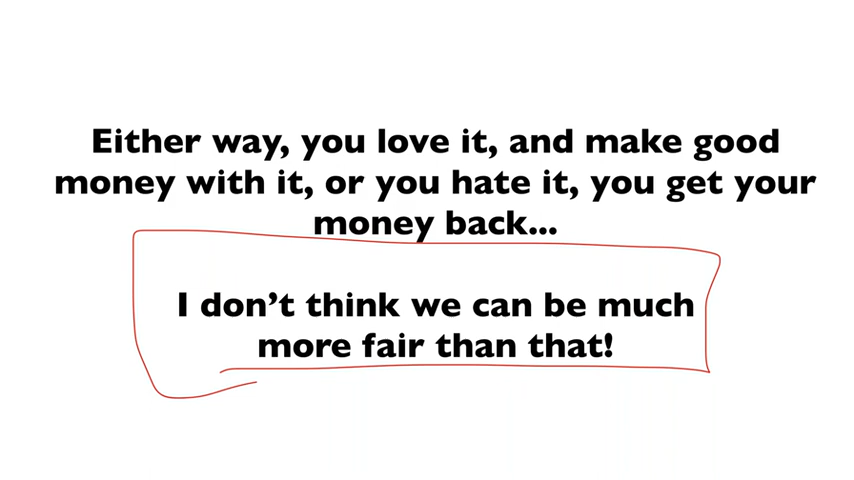 Either way, you love it, and make good
money with it, or you hate it, you get your
money back...
I don’t think we can be much
more fair than that!